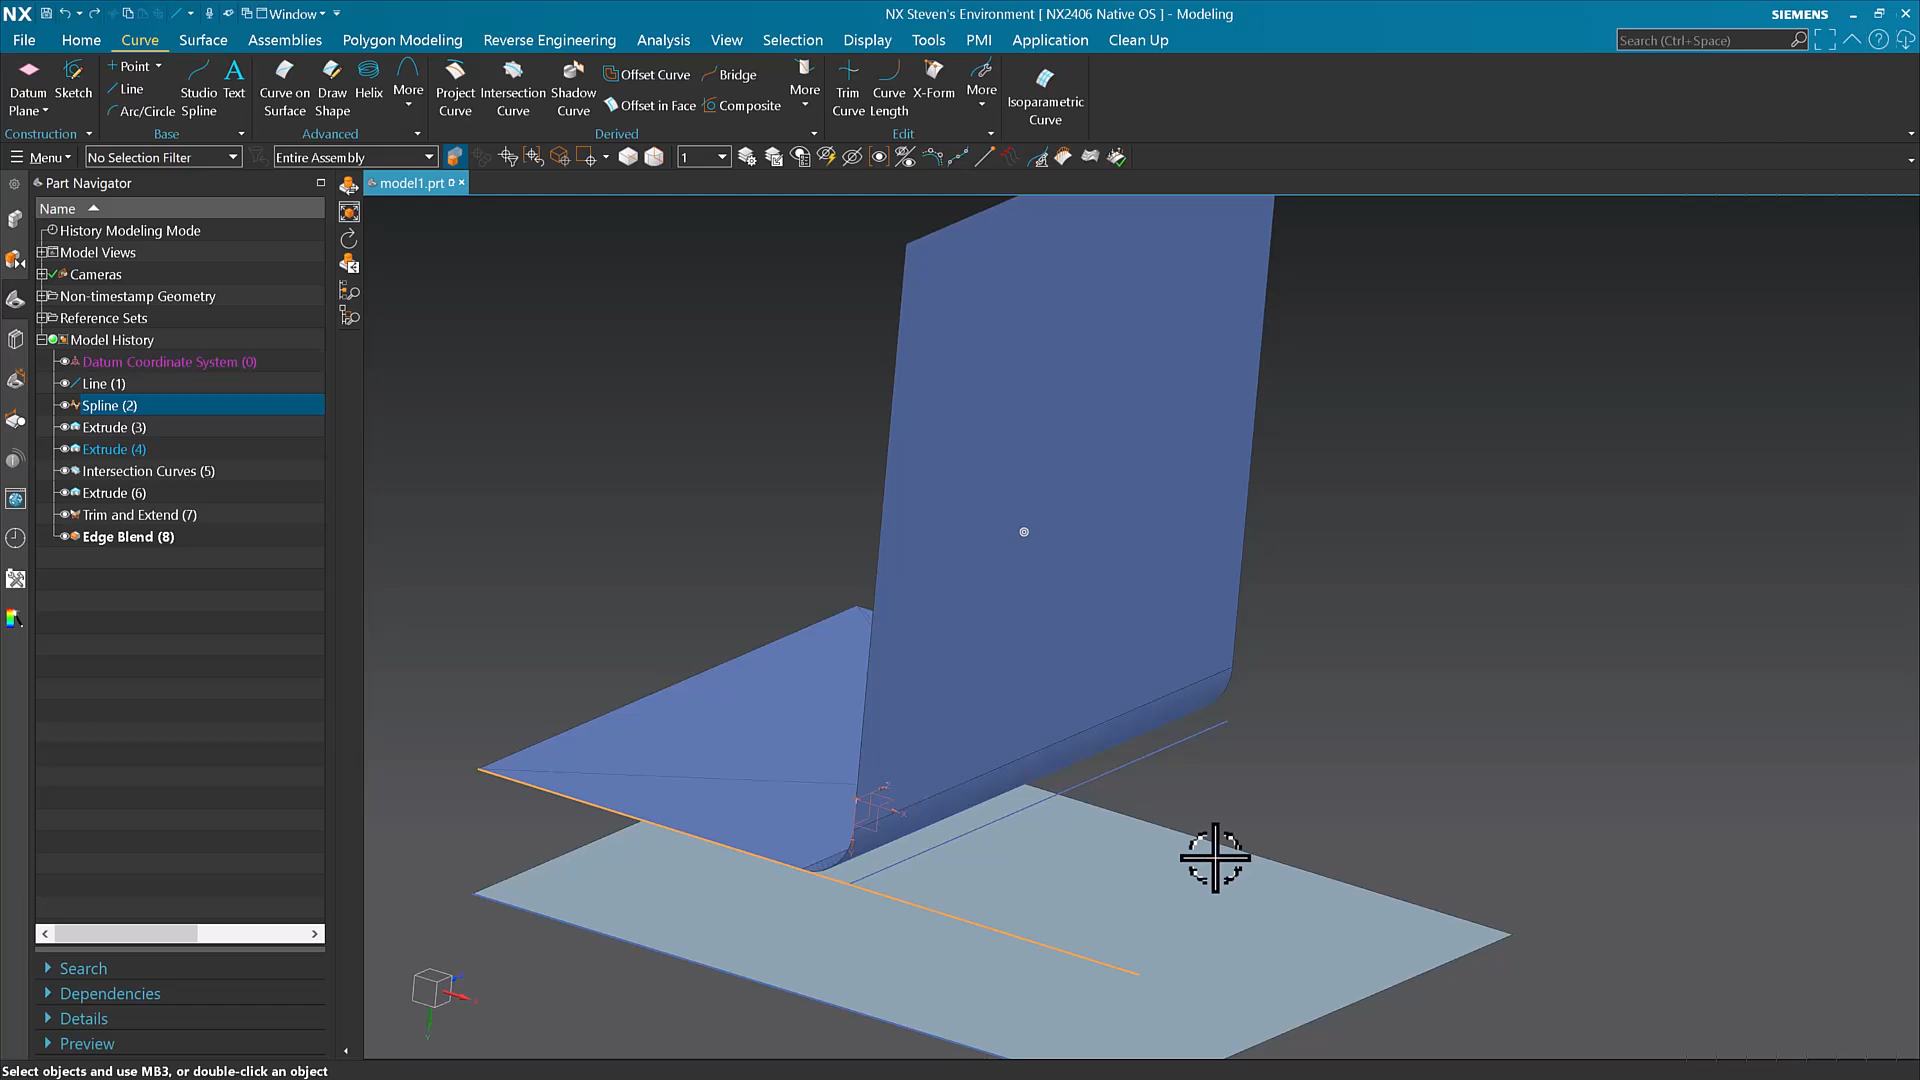 NX Window NX Steven's Environment [ NX2406 Native OS ] - Modeling SIEMENS
File Home Curve Surface Assemblies Polygon Modeling Reverse Engineering Analysis View Selection Display Tools PMI Application Clean Up Search (Ctrl+Space)
Datum Plane Sketch Point Line Arc/Circle Studio Spline Text Curve on Surface Draw Shape Helix More Project Curve Intersection Curve Shadow Curve Offset Curve Offset in Face Bridge Composite More Trim Curve Curve Length X-Form More Isoparametric Curve
Construction Base Advanced Derived Edit
Menu No Selection Filter Entire Assembly 1
Part Navigator model1.prt
Name
History Modeling Mode
Model Views
Cameras
Non-timestamp Geometry
Reference Sets
Model History
Datum Coordinate System (0)
Line (1)
Spline (2)
Extrude (3)
Extrude (4)
Intersection Curves (5)
Extrude (6)
Trim and Extend (7)
Edge Blend (8)
Search
Dependencies
Details
Preview
Select objects and use MB3, or double-click an object